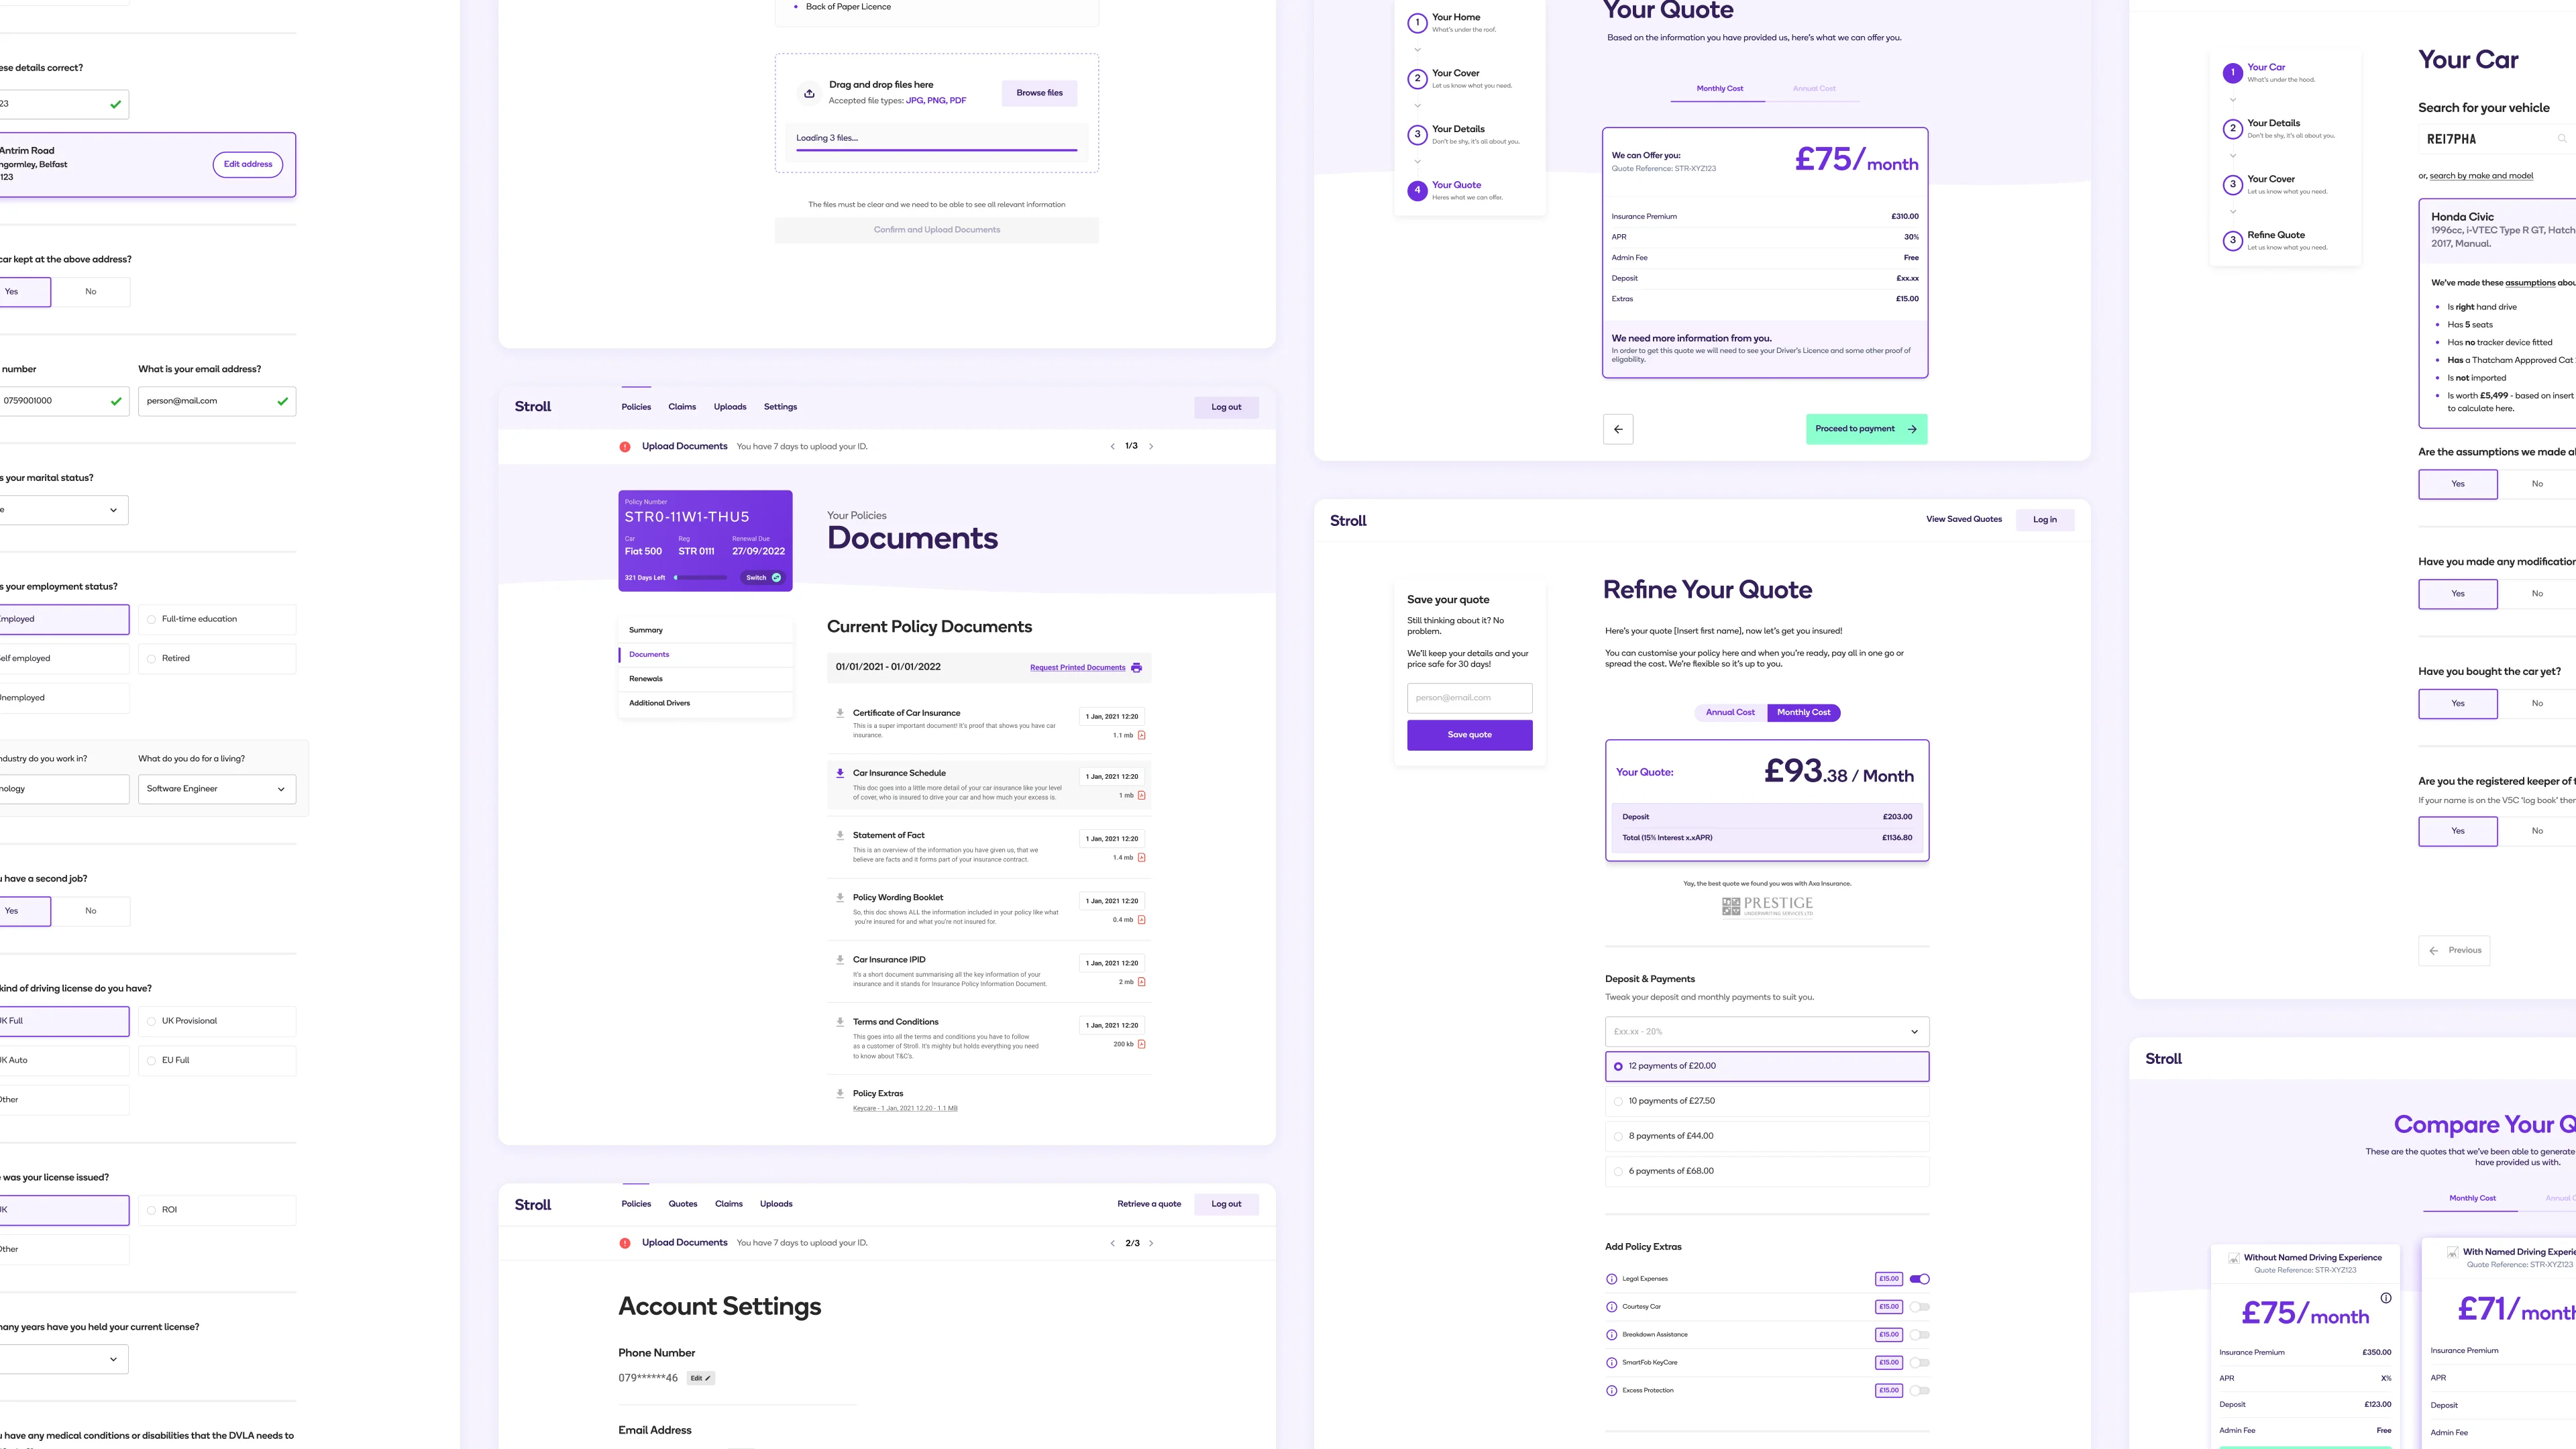 ese details correct?
23
Antrim Road
ngormley, Belfast
123
Edit address
car kept at the above address?
Yes
No
number
What is your email address?
0759001000
person@mail.com
s your marital status?
e
s your employment status?
Employed
Full-time education
Self employed
Retired
Unemployed
ndustry do you work in?
What do you do for a living?
nology
Software Engineer
u have a second job?
Yes
No
kind of driving license do you have?
UK Full
UK Provisional
UK Auto
EU Full
Other
e was your license issued?
UK
ROI
Other
many years have you held your current license?
u have any medical conditions or disabilities that the DVLA needs to
Back of Paper Licence
Drag and drop files here
Accepted file types: JPG, PNG, PDF
Browse files
Loading 3 files...
The files must be clear and we need to be able to see all relevant information
Confirm and Upload Documents
Stroll
Policies
Claims
Uploads
Settings
Log out
Upload Documents You have 7 days to upload your ID.
1/3
Policy Number
STR0-11W1-THU5
Car
Reg
Renewal Due
Fiat 500
STR 0111
27/09/2022
321 Days Left
Switch
Your Policies
Documents
Summary
Documents
Renewals
Additional Drivers
Current Policy Documents
01/01/2021 - 01/01/2022
Request Printed Documents
Certificate of Car Insurance
This is a super important document! It's proof that shows you have car
insurance.
1 Jan, 2021 12:20
1.1 mb
Car Insurance Schedule
This doc goes into a little more detail of your car insurance like your level
of cover, who is insured to drive your car and how much your excess is.
1 Jan, 2021 12:20
1 mb
Statement of Fact
This is an overview of the information you have given us, that we
believe are facts and it forms part of your insurance contract.
1 Jan, 2021 12:20
1.4 mb
Policy Wording Booklet
So, this doc shows ALL the information included in your policy like what
you're insured for and what you're not insured for.
1 Jan, 2021 12:20
0.4 mb
Car Insurance IPID
It's a short document summarising all the key information of your
insurance and it stands for Insurance Policy Information Document.
1 Jan, 2021 12:20
2 mb
Terms and Conditions
This goes into all the terms and conditions you have to follow
as a customer of Stroll. It's mighty but holds everything you need
to know about T&C's.
1 Jan, 2021 12:20
200 kb
Policy Extras
Keycare - 1 Jan, 2021 12.20 - 1.1 MB
Stroll
Policies
Quotes
Claims
Uploads
Retrieve a quote
Log out
Upload Documents You have 7 days to upload your ID.
2/3
Account Settings
Phone Number
079******46
Edit
Email Address
1
Your Home
What's under the roof.
2
Your Cover
Let us know what you need.
3
Your Details
Don't be shy, it's all about you.
4
Your Quote
Heres what we can offer.
Your Quote
Based on the information you have provided us, here's what we can offer you.
Monthly Cost
Annual Cost
We can Offer you:
Quote Reference: STR-XYZ123
£75/month
Insurance Premium
£310.00
APR
30%
Admin Fee
Free
Deposit
£xx.xx
Extras
£15.00
We need more information from you.
In order to get this quote we will need to see your Driver's Licence and some other proof of
eligability.
Proceed to payment
Stroll
View Saved Quotes
Log in
Save your quote
Still thinking about it? No
problem.
We'll keep your details and your
price safe for 30 days!
person@email.com
Save quote
Refine Your Quote
Here's your quote [Insert first name], now let's get you insured!
You can customise your policy here and when you're ready, pay all in one go or
spread the cost. We're flexible so it's up to you.
Annual Cost
Monthly Cost
Your Quote:
£93.38 / Month
Deposit
£203.00
Total (15% Interest x.xAPR)
£1136.80
Yay, the best quote we found you was with Axa Insurance.
PRESTIGE
UNDERWRITING SERVICES LTD
Deposit & Payments
Tweak your deposit and monthly payments to suit you.
£xx.xx - 20%
12 payments of £20.00
10 payments of £27.50
8 payments of £44.00
6 payments of £68.00
Add Policy Extras
Legal Expenses
£15.00
Courtesy Car
£15.00
Breakdown Assistance
£15.00
SmartFob KeyCare
£15.00
Excess Protection
£15.00
1
Your Car
What's under the hood.
2
Your Details
Don't be shy, it's all about you.
3
Your Cover
Let us know what you need.
3
Refine Quote
Let us know what you need.
Your Car
Search for your vehicle
RE17PHA
or, search by make and model
Honda Civic
1996cc, i-VTEC Type R GT, Hatch
2017, Manual.
We've made these assumptions abou
Is right hand drive
Has 5 seats
Has no tracker device fitted
Has a Thatcham Appproved Cat
Is not imported
Is worth £5,499 - based on insert
to calculate here.
Are the assumptions we made a
Yes
No
Have you made any modification
Yes
No
Have you bought the car yet?
Yes
No
Are you the registered keeper of t
If your name is on the V5C 'log book' then
Yes
No
Previous
Stroll
Compare Your Q
These are the quotes that we've been able to generate
have provided us with.
Monthly Cost
Annual C
Without Named Driving Experience
Quote Reference: STR-XYZ123
£75/month
Insurance Premium
£350.00
APR
X%
Deposit
£123.00
Admin Fee
Free
With Named Driving Experie
Quote Reference: STR-XYZ123
£71/month
Insurance Premium
APR
Deposit
Admin Fee